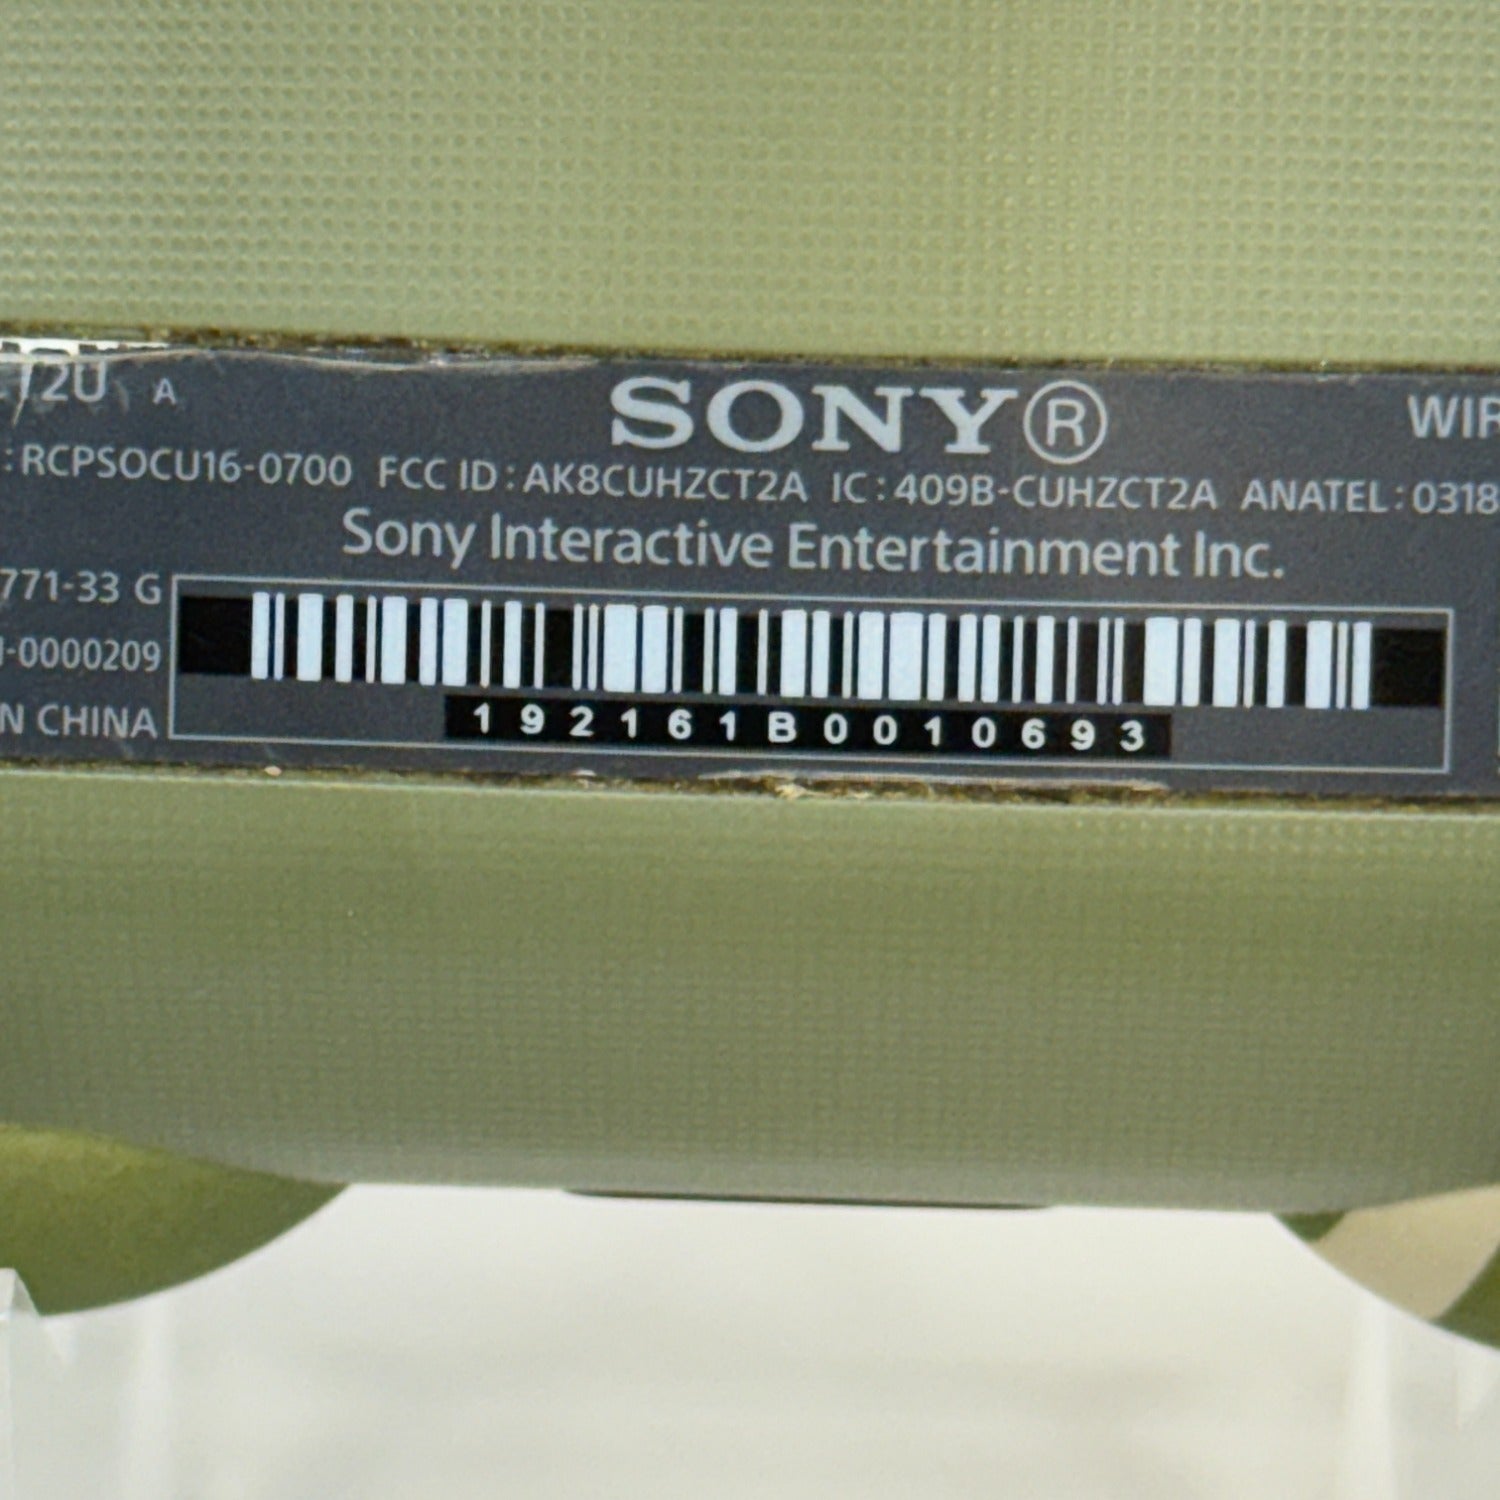 T2U A
SONY®
WIR
: RCPSOCU16-0700 FCC ID : AK8CUHZCT2A IC : 409B-CUHZCT2A ANATEL : 0318
Sony Interactive Entertainment Inc.
771-33 G
-0000209
N CHINA
192161B0010693